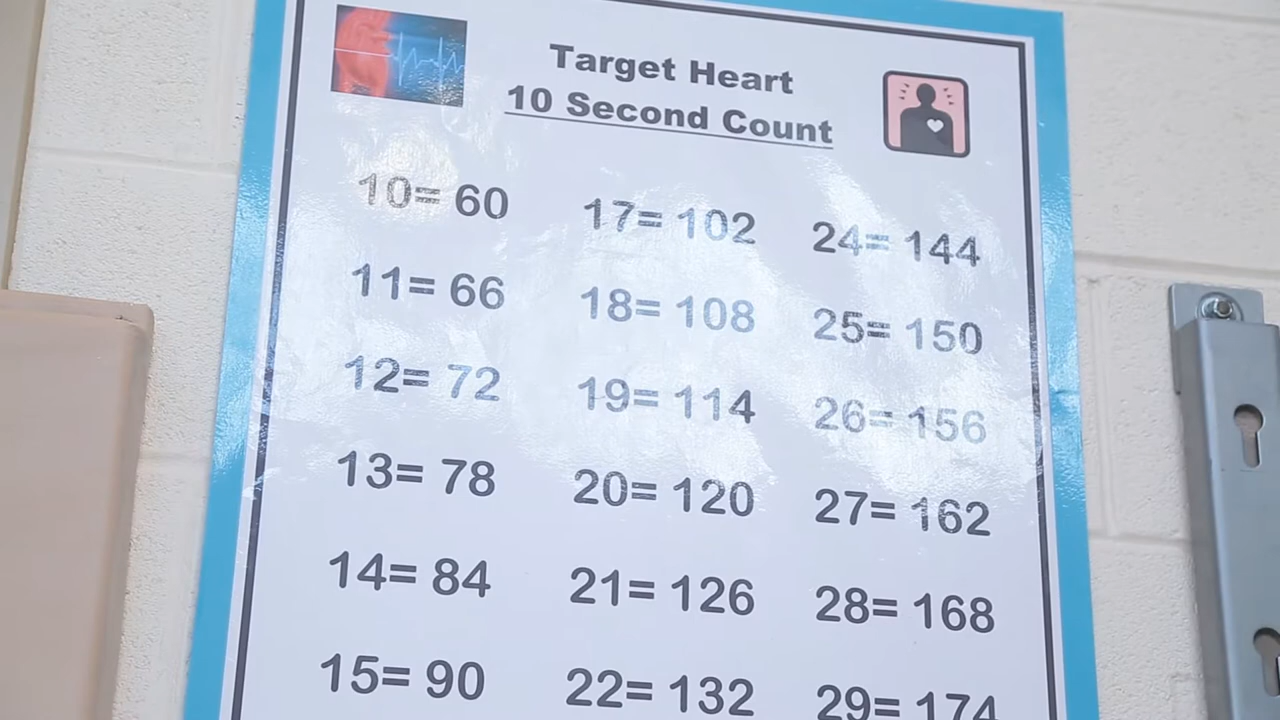 Target Heart
10 Second Count
10= 60 17= 102 24= 144
11= 66 18= 108 25= 150
12= 72 19= 114 26= 156
13= 78 20= 120 27= 162
14= 84 21= 126 28= 168
15= 90 22= 132 29= 174